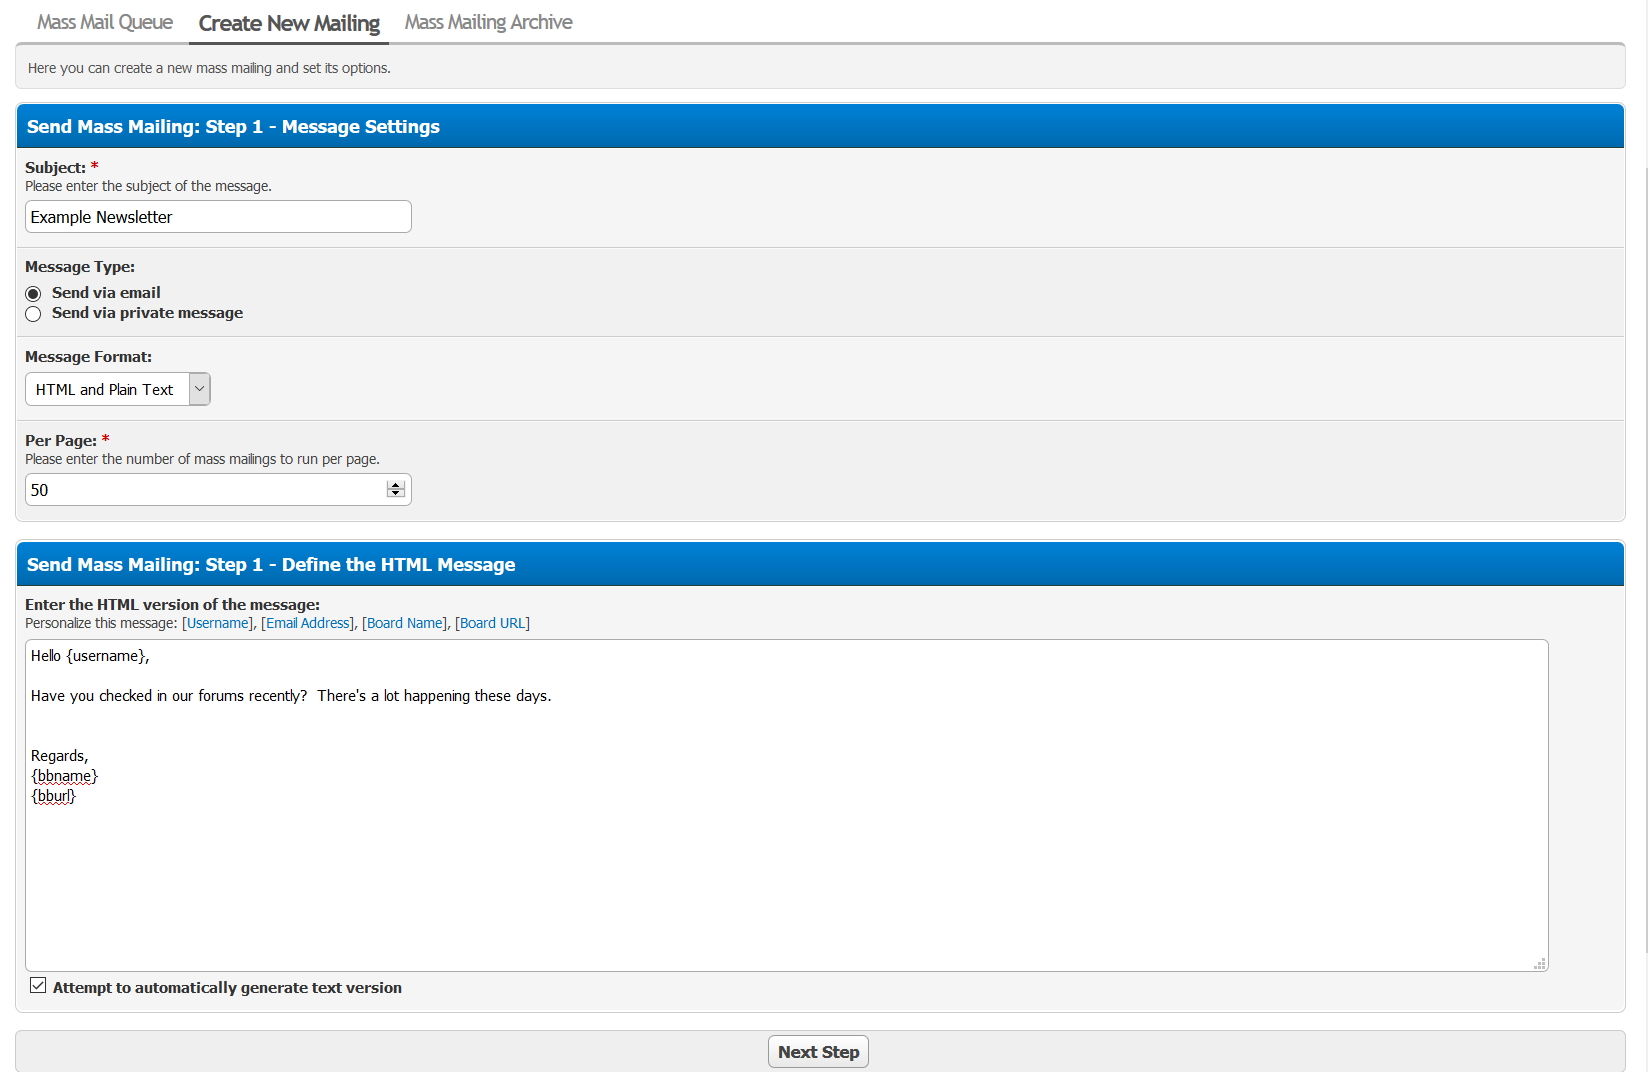 Mass Mail Queue Create New Mailing Mass Mailing Archive
Here you can create a new mass mailing and set its options.
Send Mass Mailing: Step 1 - Message Settings
Subject: *
Please enter the subject of the message.
Example Newsletter
Message Type:
Send via email
Send via private message
Message Format:
HTML and Plain Text
Per Page: *
Please enter the number of mass mailings to run per page.
50
Send Mass Mailing: Step 1 - Define the HTML Message
Enter the HTML version of the message:
Personalize this message: [Username], [Email Address], [Board Name], [Board URL]
Hello {username},
Have you checked in our forums recently?  There's a lot happening these days.
Regards,
{bbname}
{bburl}
Attempt to automatically generate text version
Next Step